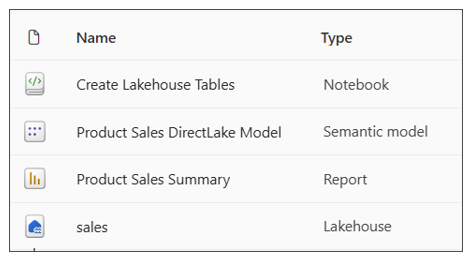 Name Type
Create Lakehouse Tables Notebook
Product Sales DirectLake Model Semantic model
Product Sales Summary Report
sales Lakehouse